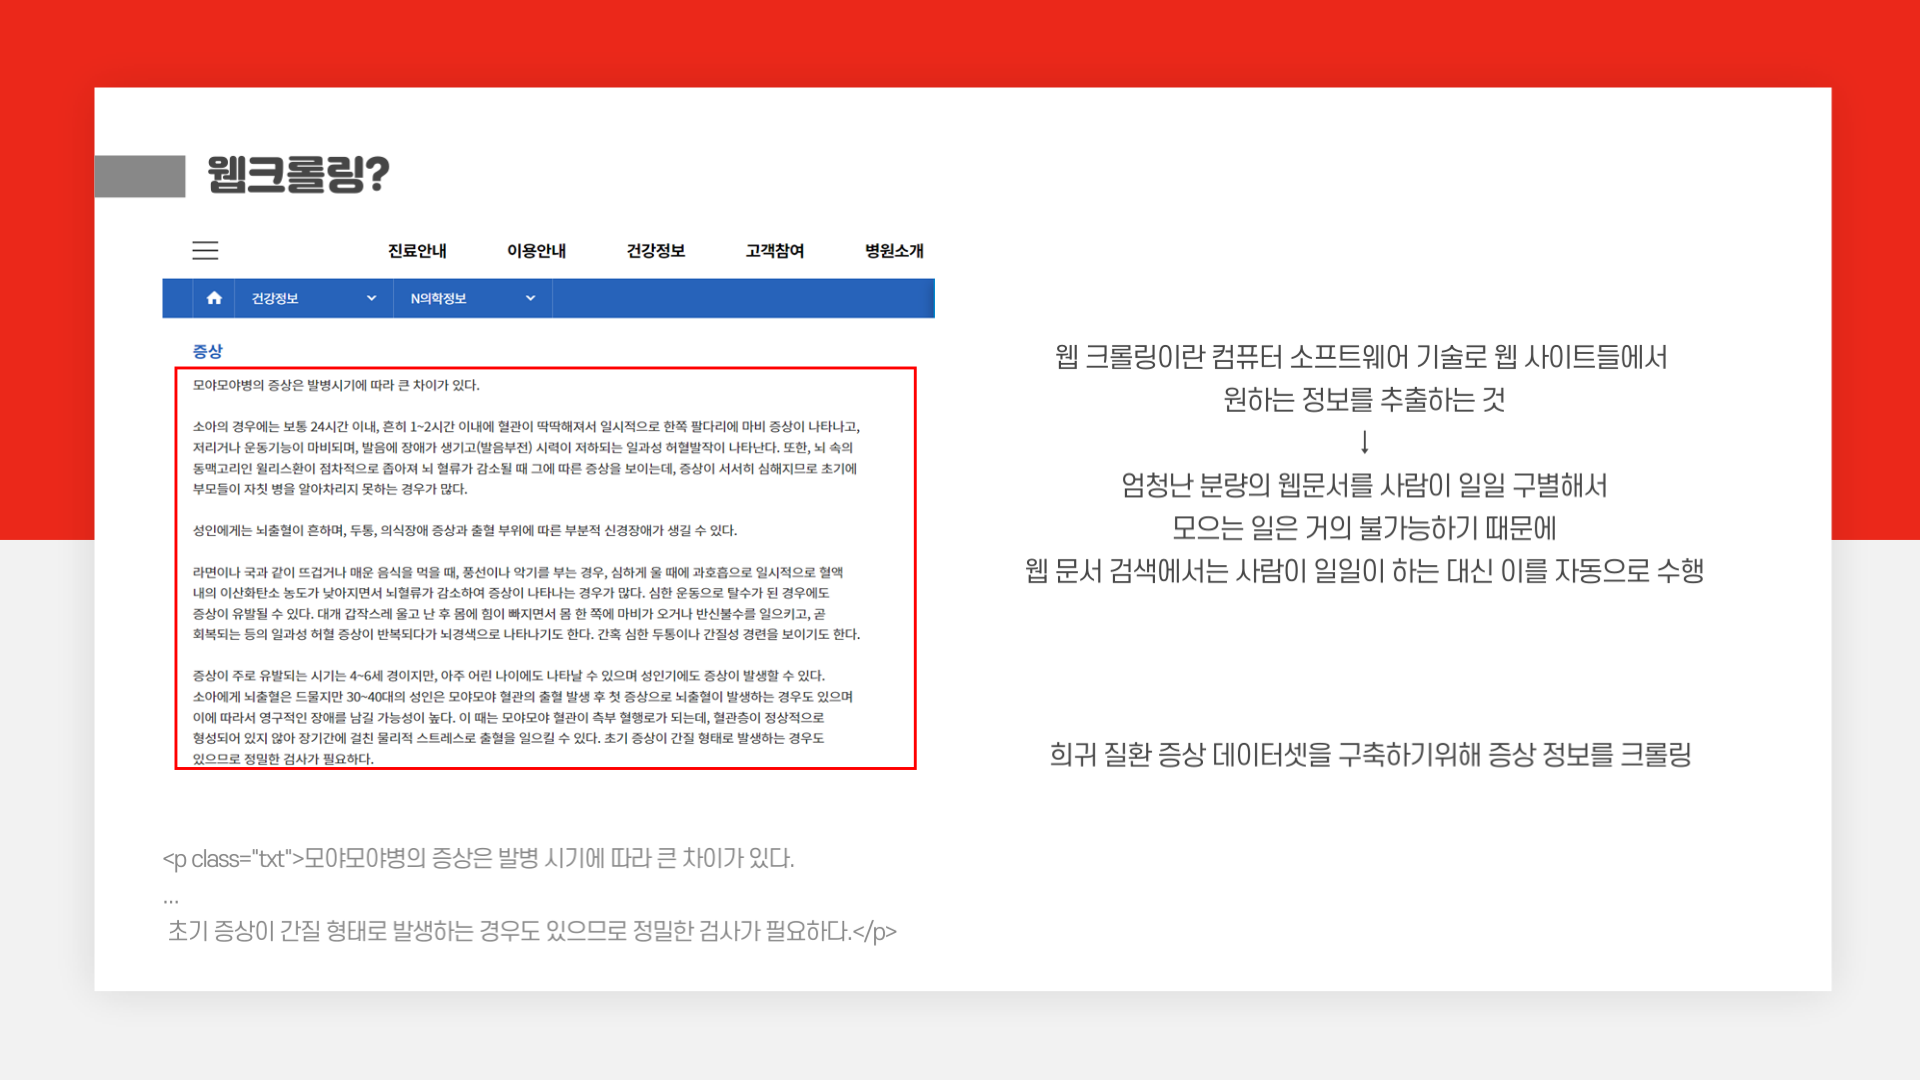 웹크롤링?
진료안내 이용안내 건강정보 고객참여 병원소개
건강정보 N의학정보
증상
모야모야병의 증상은 발병시기에 따라 큰 차이가 있다.
소아의 경우에는 보통 24시간 이내, 흔히 1~2시간 이내에 혈관이 딱딱해져서 일시적으로 한쪽 팔다리에 마비 증상이 나타나고,
저리거나 운동기능이 마비되며, 발음에 장애가 생기고(발음부전) 시력이 저하되는 일과성 허혈발작이 나타난다. 또한, 뇌 속의
동맥고리인 윌리스환이 점차적으로 좁아져 뇌 혈류가 감소될 때 그에 따른 증상을 보이는데, 증상이 서서히 심해지므로 초기에
부모들이 자칫 병을 알아차리지 못하는 경우가 많다.
성인에게는 뇌출혈이 흔하며, 두통, 의식장애 증상과 출혈 부위에 따른 부분적 신경장애가 생길 수 있다.
라면이나 국과 같이 뜨겁거나 매운 음식을 먹을 때, 풍선이나 악기를 부는 경우, 심하게 울 때에 과호흡으로 일시적으로 혈액
내의 이산화탄소 농도가 낮아지면서 뇌혈류가 감소하여 증상이 나타나는 경우가 많다. 심한 운동으로 탈수가 된 경우에도
증상이 유발될 수 있다. 대개 갑작스레 울고 난 후 몸에 힘이 빠지면서 몸 한 쪽에 마비가 오거나 반신불수를 일으키고, 곧
회복되는 등의 일과성 허혈 증상이 반복되다가 뇌경색으로 나타나기도 한다. 간혹 심한 두통이나 간질성 경련을 보이기도 한다.
증상이 주로 유발되는 시기는 4~6세 경이지만, 아주 어린 나이에도 나타날 수 있으며 성인기에도 증상이 발생할 수 있다.
소아에게 뇌출혈은 드물지만 30~40대의 성인은 모야모야 혈관의 출혈 발생 후 첫 증상으로 뇌출혈이 발생하는 경우도 있으며
이에 따라서 영구적인 장애를 남길 가능성이 높다. 이 때는 모야모야 혈관이 측부 혈행로가 되는데, 혈관층이 정상적으로
형성되어 있지 않아 장기간에 걸친 물리적 스트레스로 출혈을 일으킬 수 있다. 초기 증상이 간질 형태로 발생하는 경우도
있으므로 정밀한 검사가 필요하다.
<p class="txt">모야모야병의 증상은 발병 시기에 따라 큰 차이가 있다.
...
초기 증상이 간질 형태로 발생하는 경우도 있으므로 정밀한 검사가 필요하다.</p>
웹 크롤링이란 컴퓨터 소프트웨어 기술로 웹 사이트들에서
원하는 정보를 추출하는 것
↓
엄청난 분량의 웹문서를 사람이 일일 구별해서
모으는 일은 거의 불가능하기 때문에
웹 문서 검색에서는 사람이 일일이 하는 대신 이를 자동으로 수행
희귀 질환 증상 데이터셋을 구축하기위해 증상 정보를 크롤링